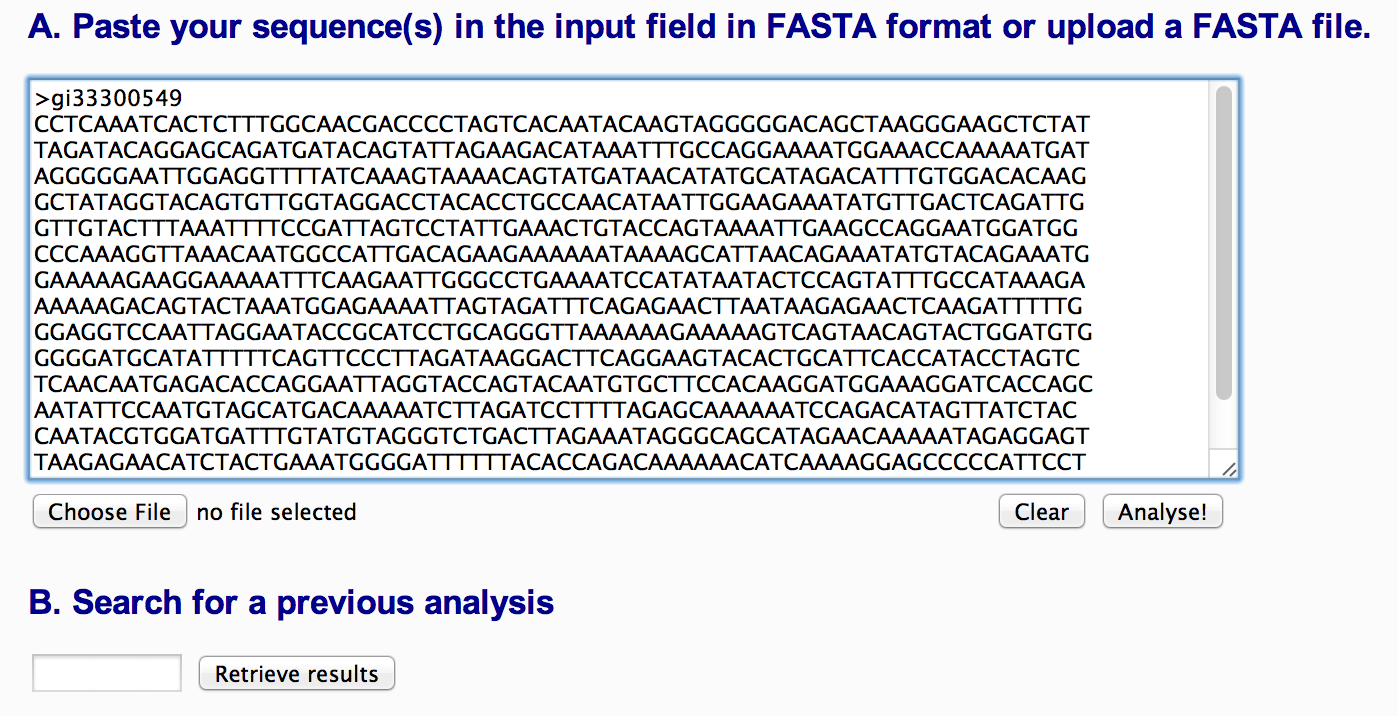 A. Paste your sequence(s) in the input field in FASTA format or upload a FASTA file.
>gi33300549
CCTCAAATCACTCTTTGGCAACGACCCCTAGTCACAATACAAGTAGGGGGACAGCTAAGGGAAGCTCTAT
TAGATACAGGAGCAGATGATACAGTATTAGAAGACATAAATTTGCCAGGAAAATGGAAACCAAAAATGAT
AGGGGGAATTGGAGGTTTTATCAAAGTAAAACAGTATGATAACATATGCATAGACATTTGTGGACACAAG
GCTATAGGTACAGTGTTGGTAGGACCTACACCTGCCAACATAATTGGAAGAAATATGTTGACTCAGATTG
GTTGTACTTTAAATTTTCCGATTAGTCCTATTGAAACTGTACCAGTAAAATTGAAGCCAGGAATGGATGG
CCCAAAGGTTAAACAATGGCCATTGACAGAAGAAAAAATAAAAGCATTAACAGAAATATGTACAGAAATG
GAAAAAGAAGGAAAAATTTCAAGAATTGGGCCTGAAAATCCATATAATACTCCAGTATTTGCCATAAAGA
AAAAAGACAGTACTAAATGGAGAAAATTAGTAGATTTCAGAGAACTTAATAAGAGAACTCAAGATTTTTG
GGAGGTCCAATTAGGAATACCGCATCCTGCAGGGTTAAAAAAGAAAAAGTCAGTAACAGTACTGGATGTG
GGGGATGCATATTTTTCAGTTCCCTTAGATAAGGACTTCAGGAAGTACACTGCATTCACCATACCTAGTC
TCAACAATGAGACACCAGGAATTAGGTACCAGTACAATGTGCTTCCACAAGGATGGAAAGGATCACCAGC
AATATTCCAATGTAGCATGACAAAAATCTTAGATCCTTTTAGAGCAAAAAATCCAGACATAGTTATCTAC
CAATACGTGGATGATTTGTATGTAGGGTCTGACTTAGAAATAGGGCAGCATAGAACAAAAATAGAGGAGT
TAAGAGAACATCTACTGAAATGGGGATTTTTTACACCAGACAAAAAACATCAAAAGGAGCCCCCATTCCT
Choose File no file selected Clear Analyse!
B. Search for a previous analysis
Retrieve results